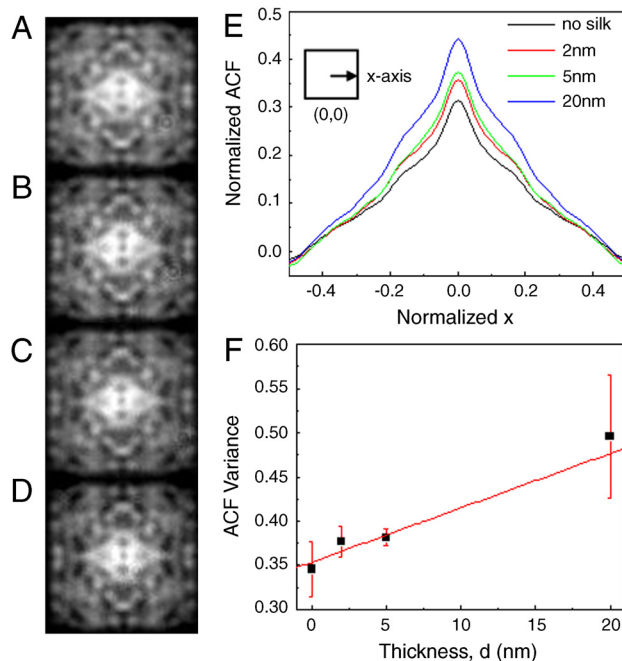 A
B
C
D
E
no silk
2nm
5nm
20nm
x-axis
(0,0)
Normalized ACF
0.5
0.4
0.3
0.2
0.1
0.0
-0.4 -0.2 0.0 0.2 0.4
Normalized x
F
ACF Variance
0.60
0.55
0.50
0.45
0.40
0.35
0.30
0 5 10 15 20
Thickness, d (nm)